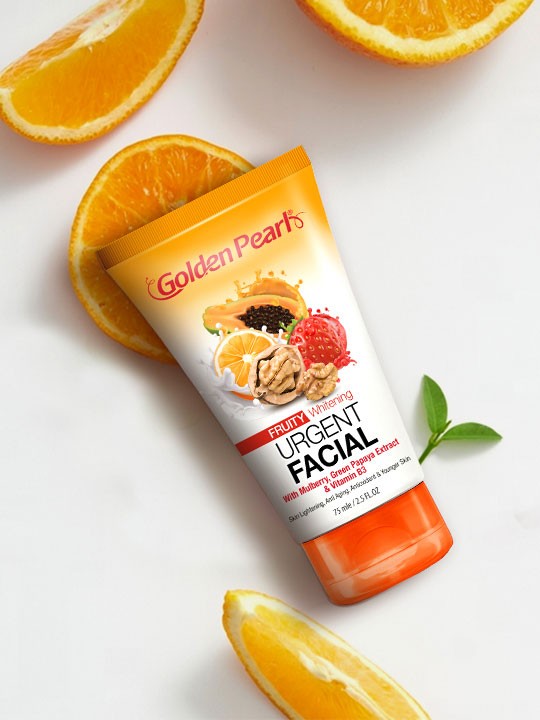 Golden Pearl®
FRUITY Whitening
URGENT
FACIAL
With Mulberry, Green Papaya Extract
& Vitamin B3
Skin Lightening, Anti Aging, Antioxidant & Younger Skin
75 mle / 2.5 FL.OZ